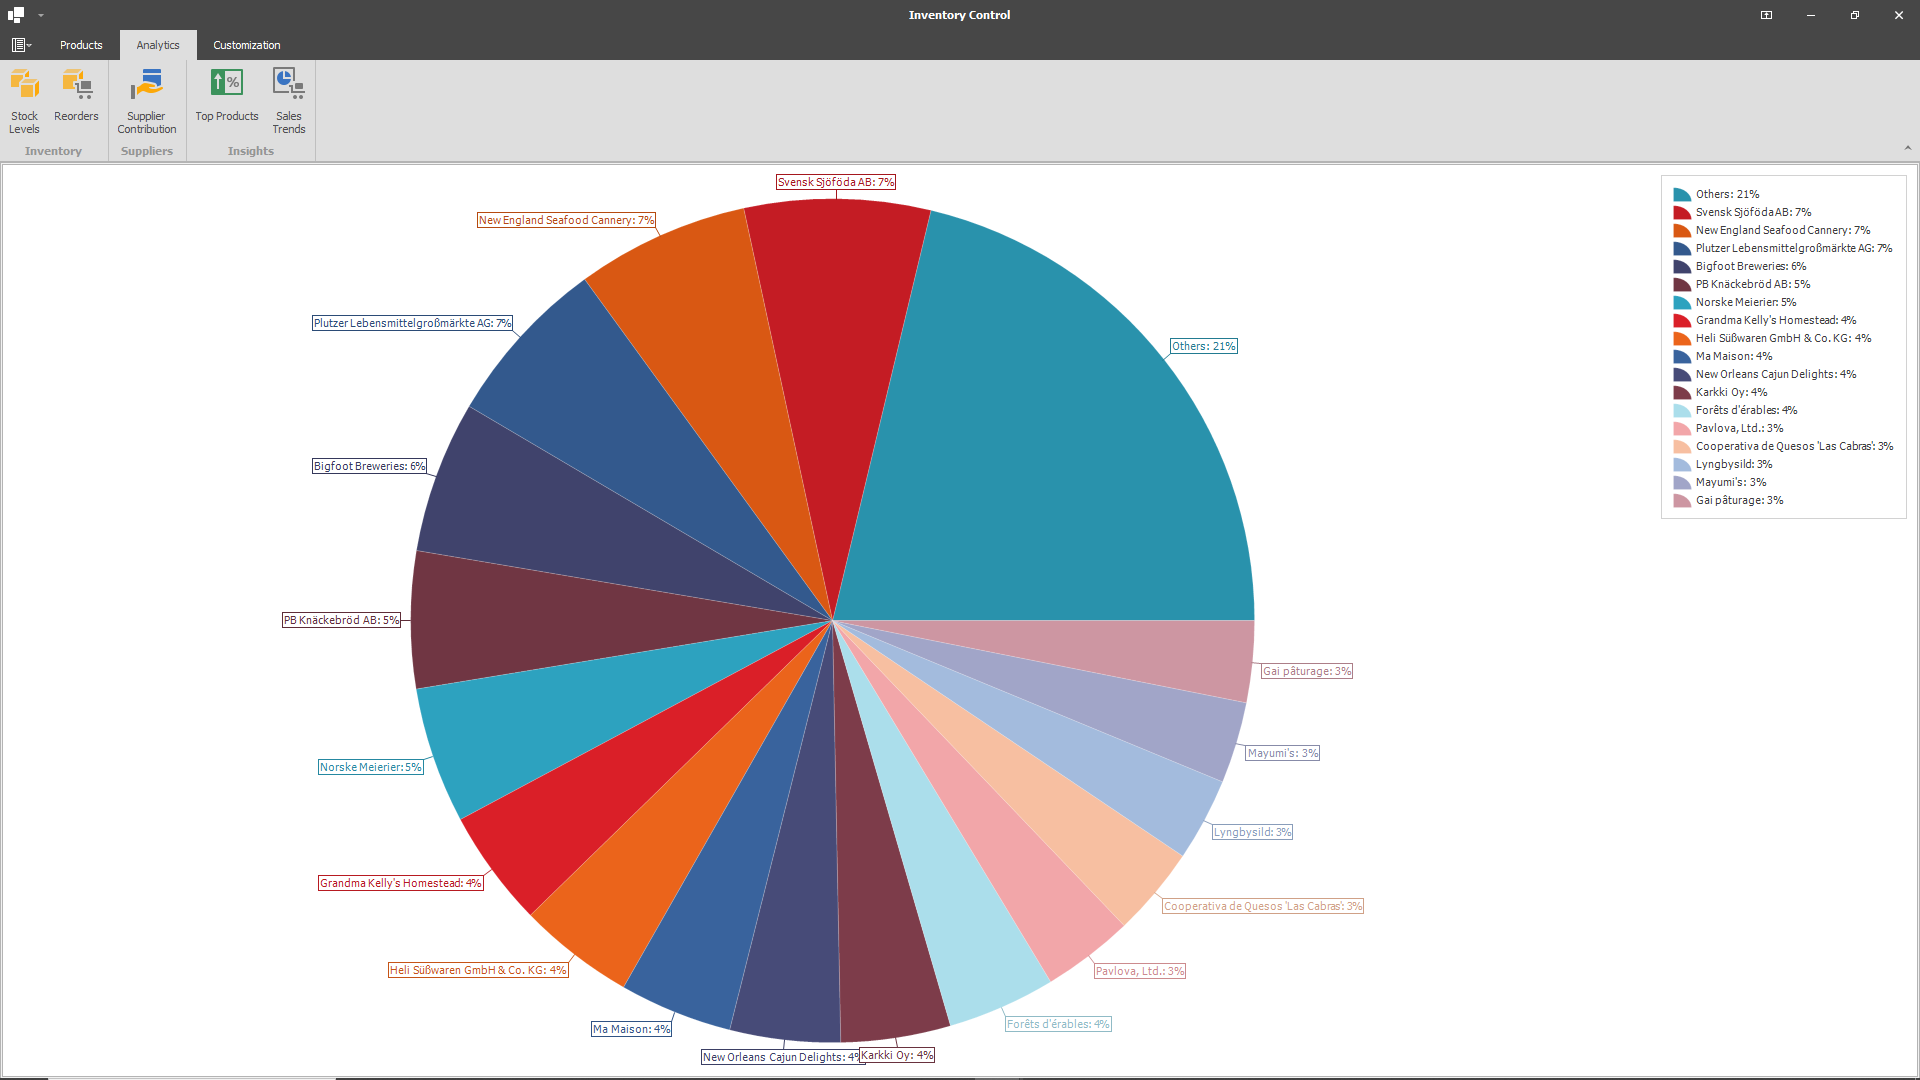 Inventory Control
Products
Analytics
Customization
Stock
Levels
Reorders
Supplier
Contribution
%
Top Products
Sales
Trends
Inventory
Suppliers
Insights
Svensk Sjöföda AB: 7%
New England Seafood Cannery: 7%
Plutzer Lebensmittelgroßmärkte AG: 7%
Others: 21%
Bigfoot Breweries: 6%
PB Knäckebröd AB: 5%
Gai pâturage: 3%
Mayumi's: 3%
Norske Meierier: 5%
Lyngbysild: 3%
Grandma Kelly's Homestead: 4%
Cooperativa de Quesos 'Las Cabras': 3%
Heli Süßwaren GmbH & Co. KG: 4%
Pavlova, Ltd.: 3%
Ma Maison: 4%
Forêts d'érables: 4%
New Orleans Cajun Delights: 4%
Karkki Oy: 4%
Others: 21%
Svensk Sjöföda AB: 7%
New England Seafood Cannery: 7%
Plutzer Lebensmittelgroßmärkte AG: 7%
Bigfoot Breweries: 6%
PB Knäckebröd AB: 5%
Norske Meierier: 5%
Grandma Kelly's Homestead: 4%
Heli Süßwaren GmbH & Co. KG: 4%
Ma Maison: 4%
New Orleans Cajun Delights: 4%
Karkki Oy: 4%
Forêts d'érables: 4%
Pavlova, Ltd.: 3%
Cooperativa de Quesos 'Las Cabras': 3%
Lyngbysild: 3%
Mayumi's: 3%
Gai pâturage: 3%